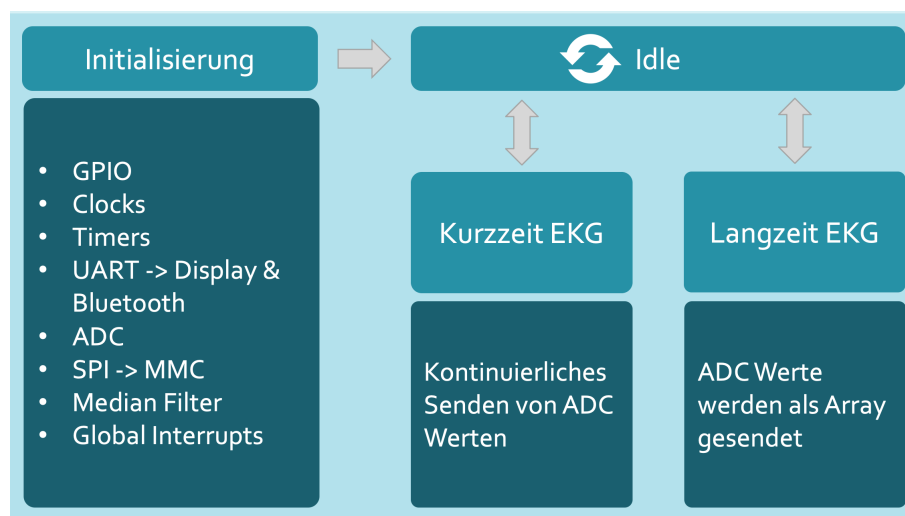 Initialisierung
Idle
• GPIO
• Clocks
• Timers
• UART -> Display &
Bluetooth
• ADC
• SPI -> MMC
• Median Filter
• Global Interrupts
Kurzzeit EKG
Kontinuierliches
Senden von ADC
Werten
Langzeit EKG
ADC Werte
werden als Array
gesendet